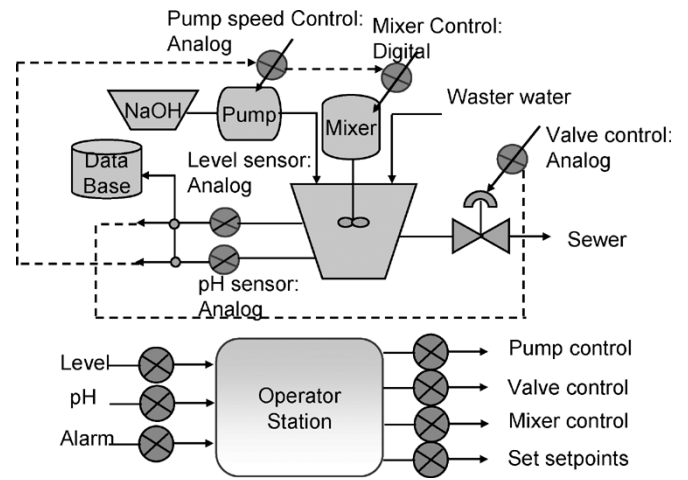 Pump speed Control:
Analog
Mixer Control:
Digital
NaOH
Pump
Mixer
Waster water
Valve control:
Analog
Data
Base
Level sensor:
Analog
Sewer
pH sensor:
Analog
Level
pH
Alarm
Operator
Station
Pump control
Valve control
Mixer control
Set setpoints